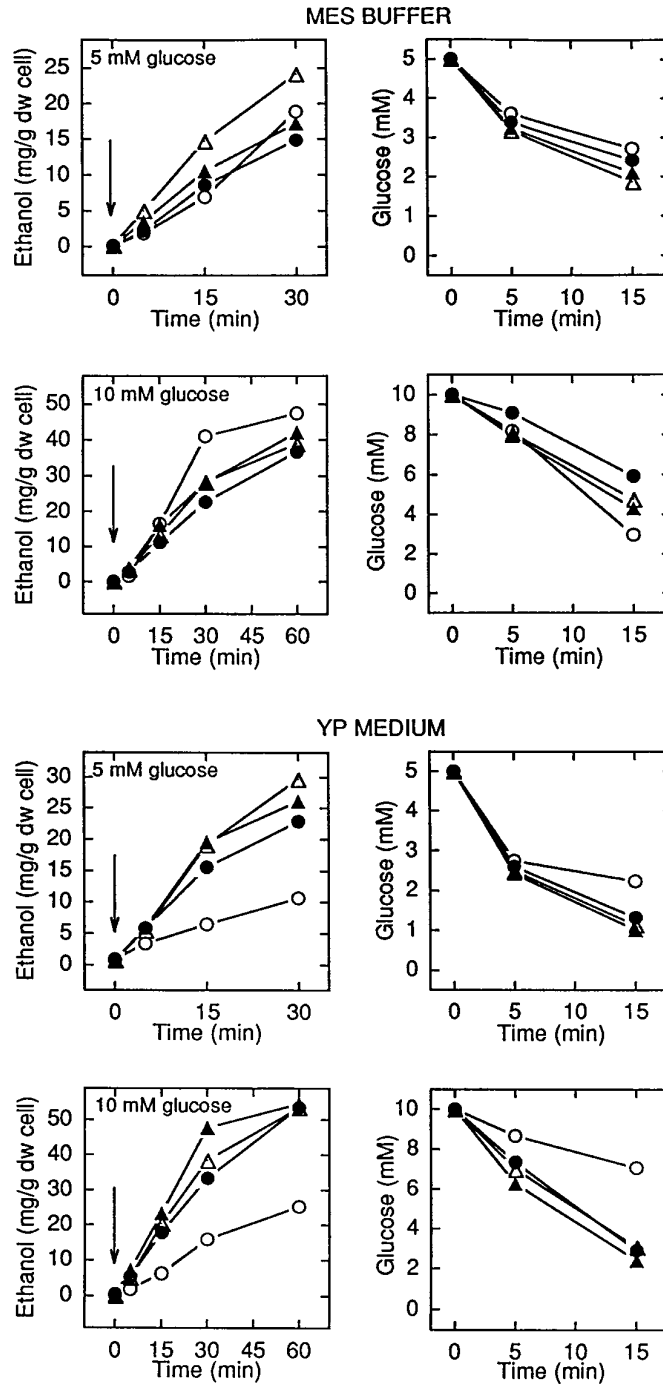 MES BUFFER
5 mM glucose
Ethanol (mg/g dw cell)
25
20
15
10
5
0
0 15 30
Time (min)
Glucose (mM)
5
4
3
2
1
0
0 5 10 15
Time (min)
10 mM glucose
Ethanol (mg/g dw cell)
50
40
30
20
10
0
0 15 30 45 60
Time (min)
Glucose (mM)
10
8
6
4
2
0
0 5 10 15
Time (min)
YP MEDIUM
5 mM glucose
Ethanol (mg/g dw cell)
30
25
20
15
10
5
0
0 15 30
Time (min)
Glucose (mM)
5
4
3
2
1
0
0 5 10 15
Time (min)
10 mM glucose
Ethanol (mg/g dw cell)
50
40
30
20
10
0
0 15 30 45 60
Time (min)
Glucose (mM)
10
8
6
4
2
0
0 5 10 15
Time (min)